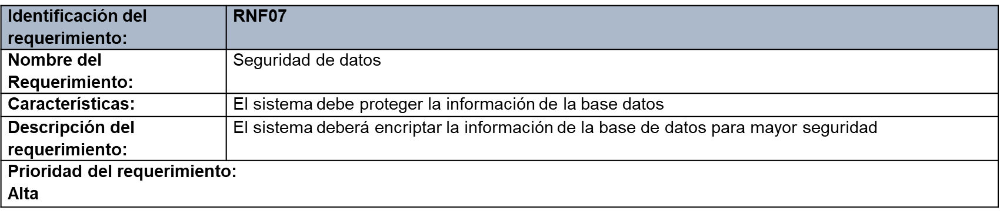 Identificación del
requerimiento:
RNF07
Nombre del
Requerimiento:
Seguridad de datos
Características:
El sistema debe proteger la información de la base datos
Descripción del
requerimiento:
El sistema deberá encriptar la información de la base de datos para mayor seguridad
Prioridad del requerimiento:
Alta